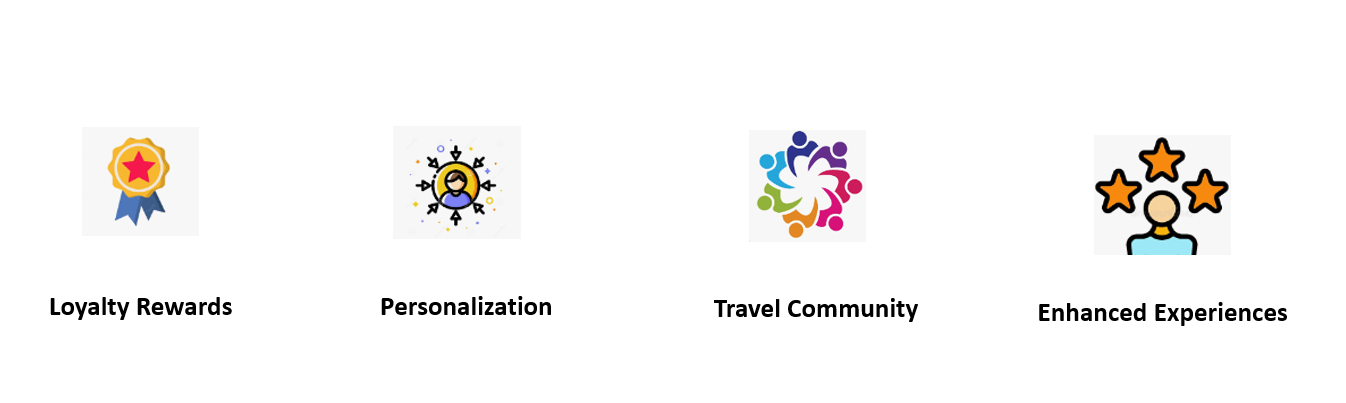 Loyalty Rewards
Personalization
Travel Community
Enhanced Experiences